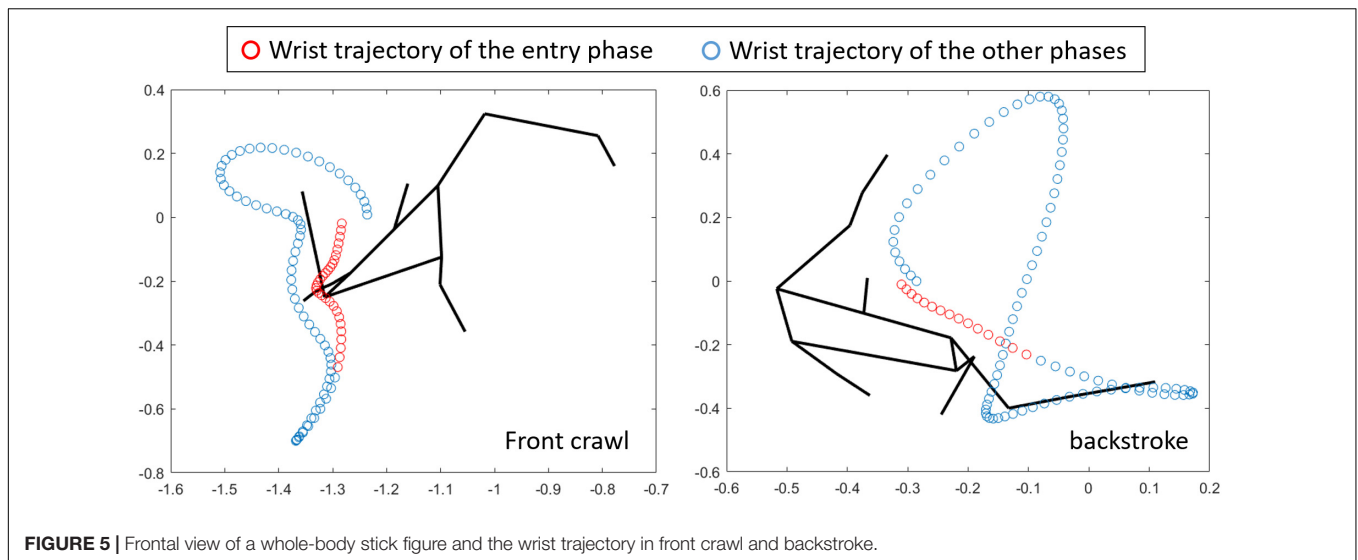 Wrist trajectory of the entry phase Wrist trajectory of the other phases
0.4
0.2
0
-0.2
-0.4
-0.6
-0.8
-1.6 -1.5 -1.4 -1.3 -1.2 -1.1 -1 -0.9 -0.8 -0.7
Front crawl
0.6
0.4
0.2
0
-0.2
-0.4
-0.6
-0.6 -0.5 -0.4 -0.3 -0.2 -0.1 0 0.1 0.2
backstroke
FIGURE 5 | Frontal view of a whole-body stick figure and the wrist trajectory in front crawl and backstroke.